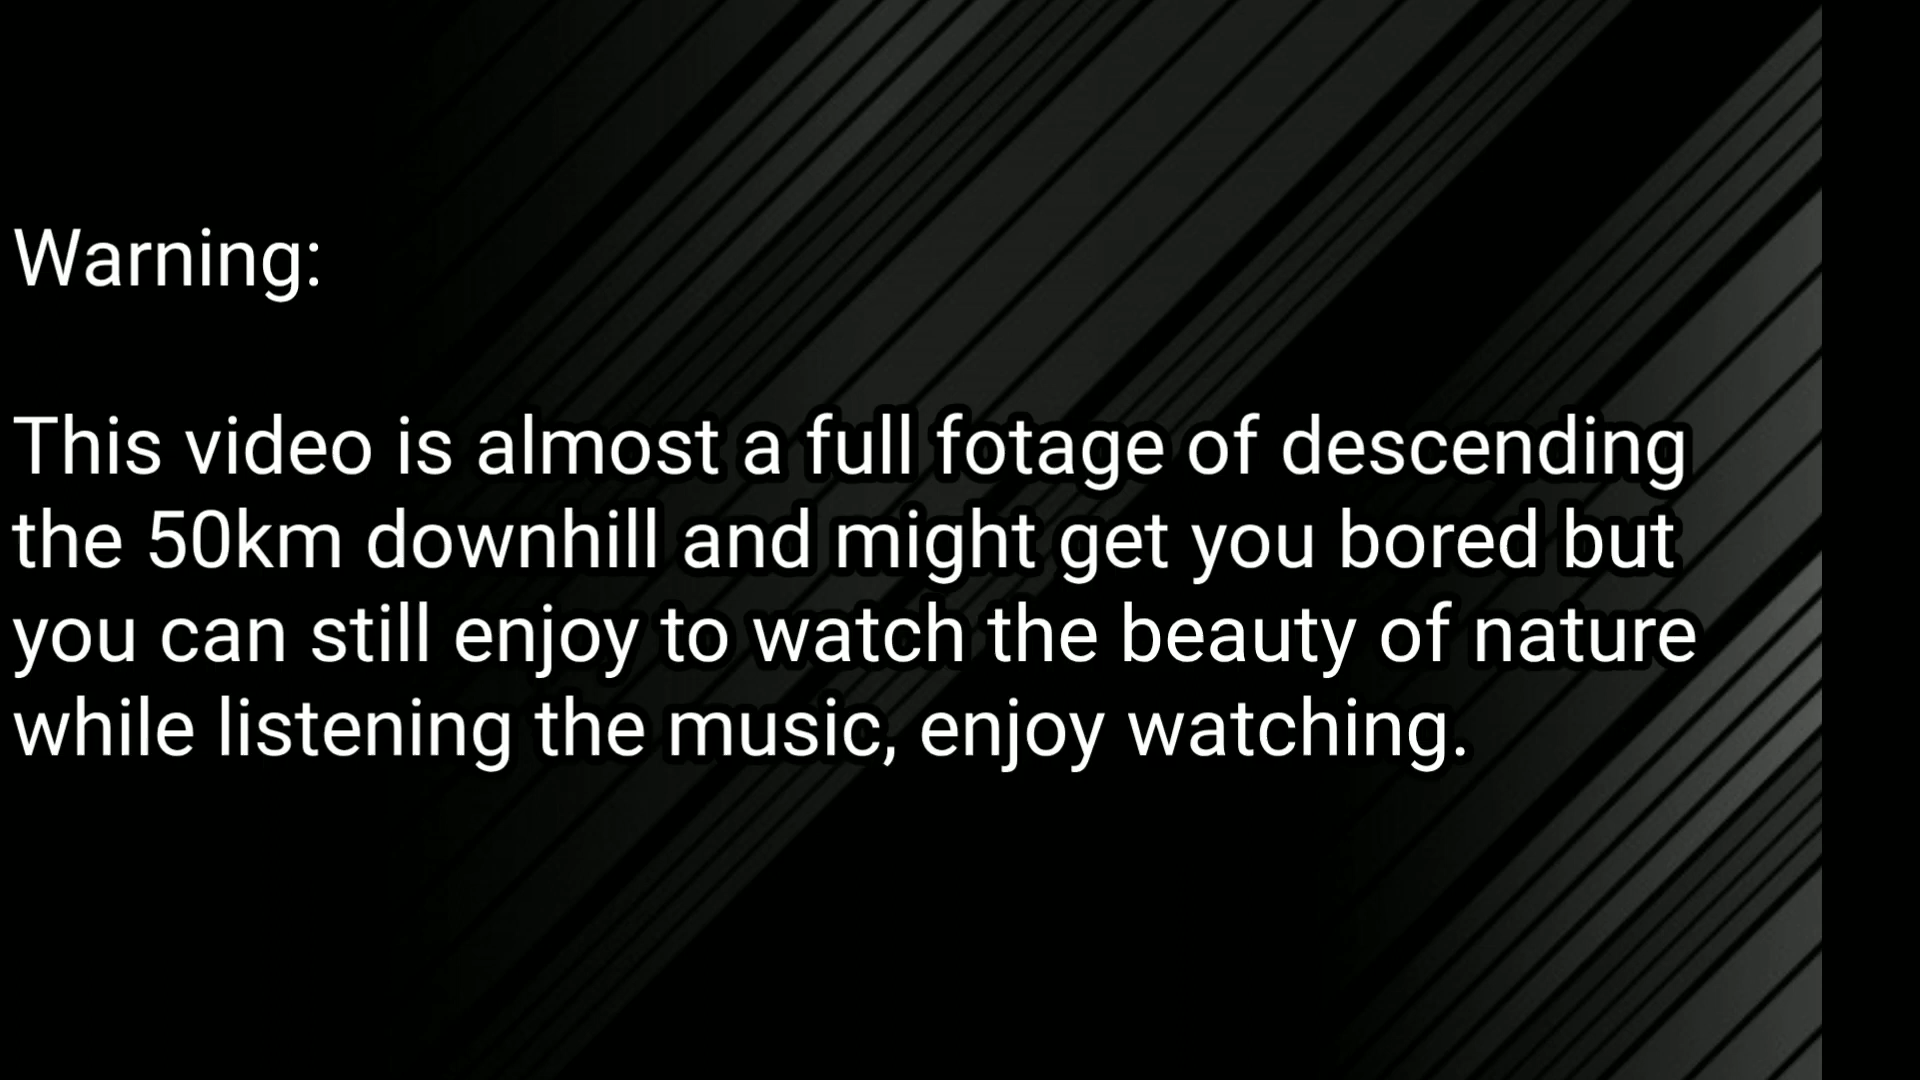 Warning:
This video is almost a full fotage of descending
the 50km downhill and might get you bored but
you can still enjoy to watch the beauty of nature
while listening the music, enjoy watching.